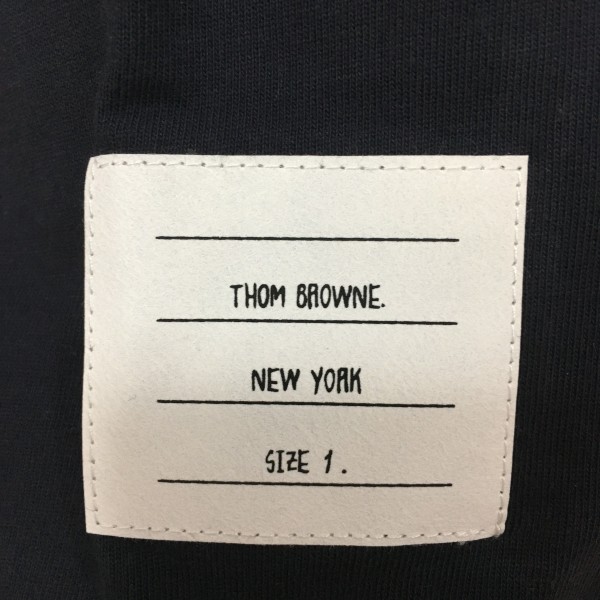 THOM BROWNE.
NEW YORK
SIZE 1.